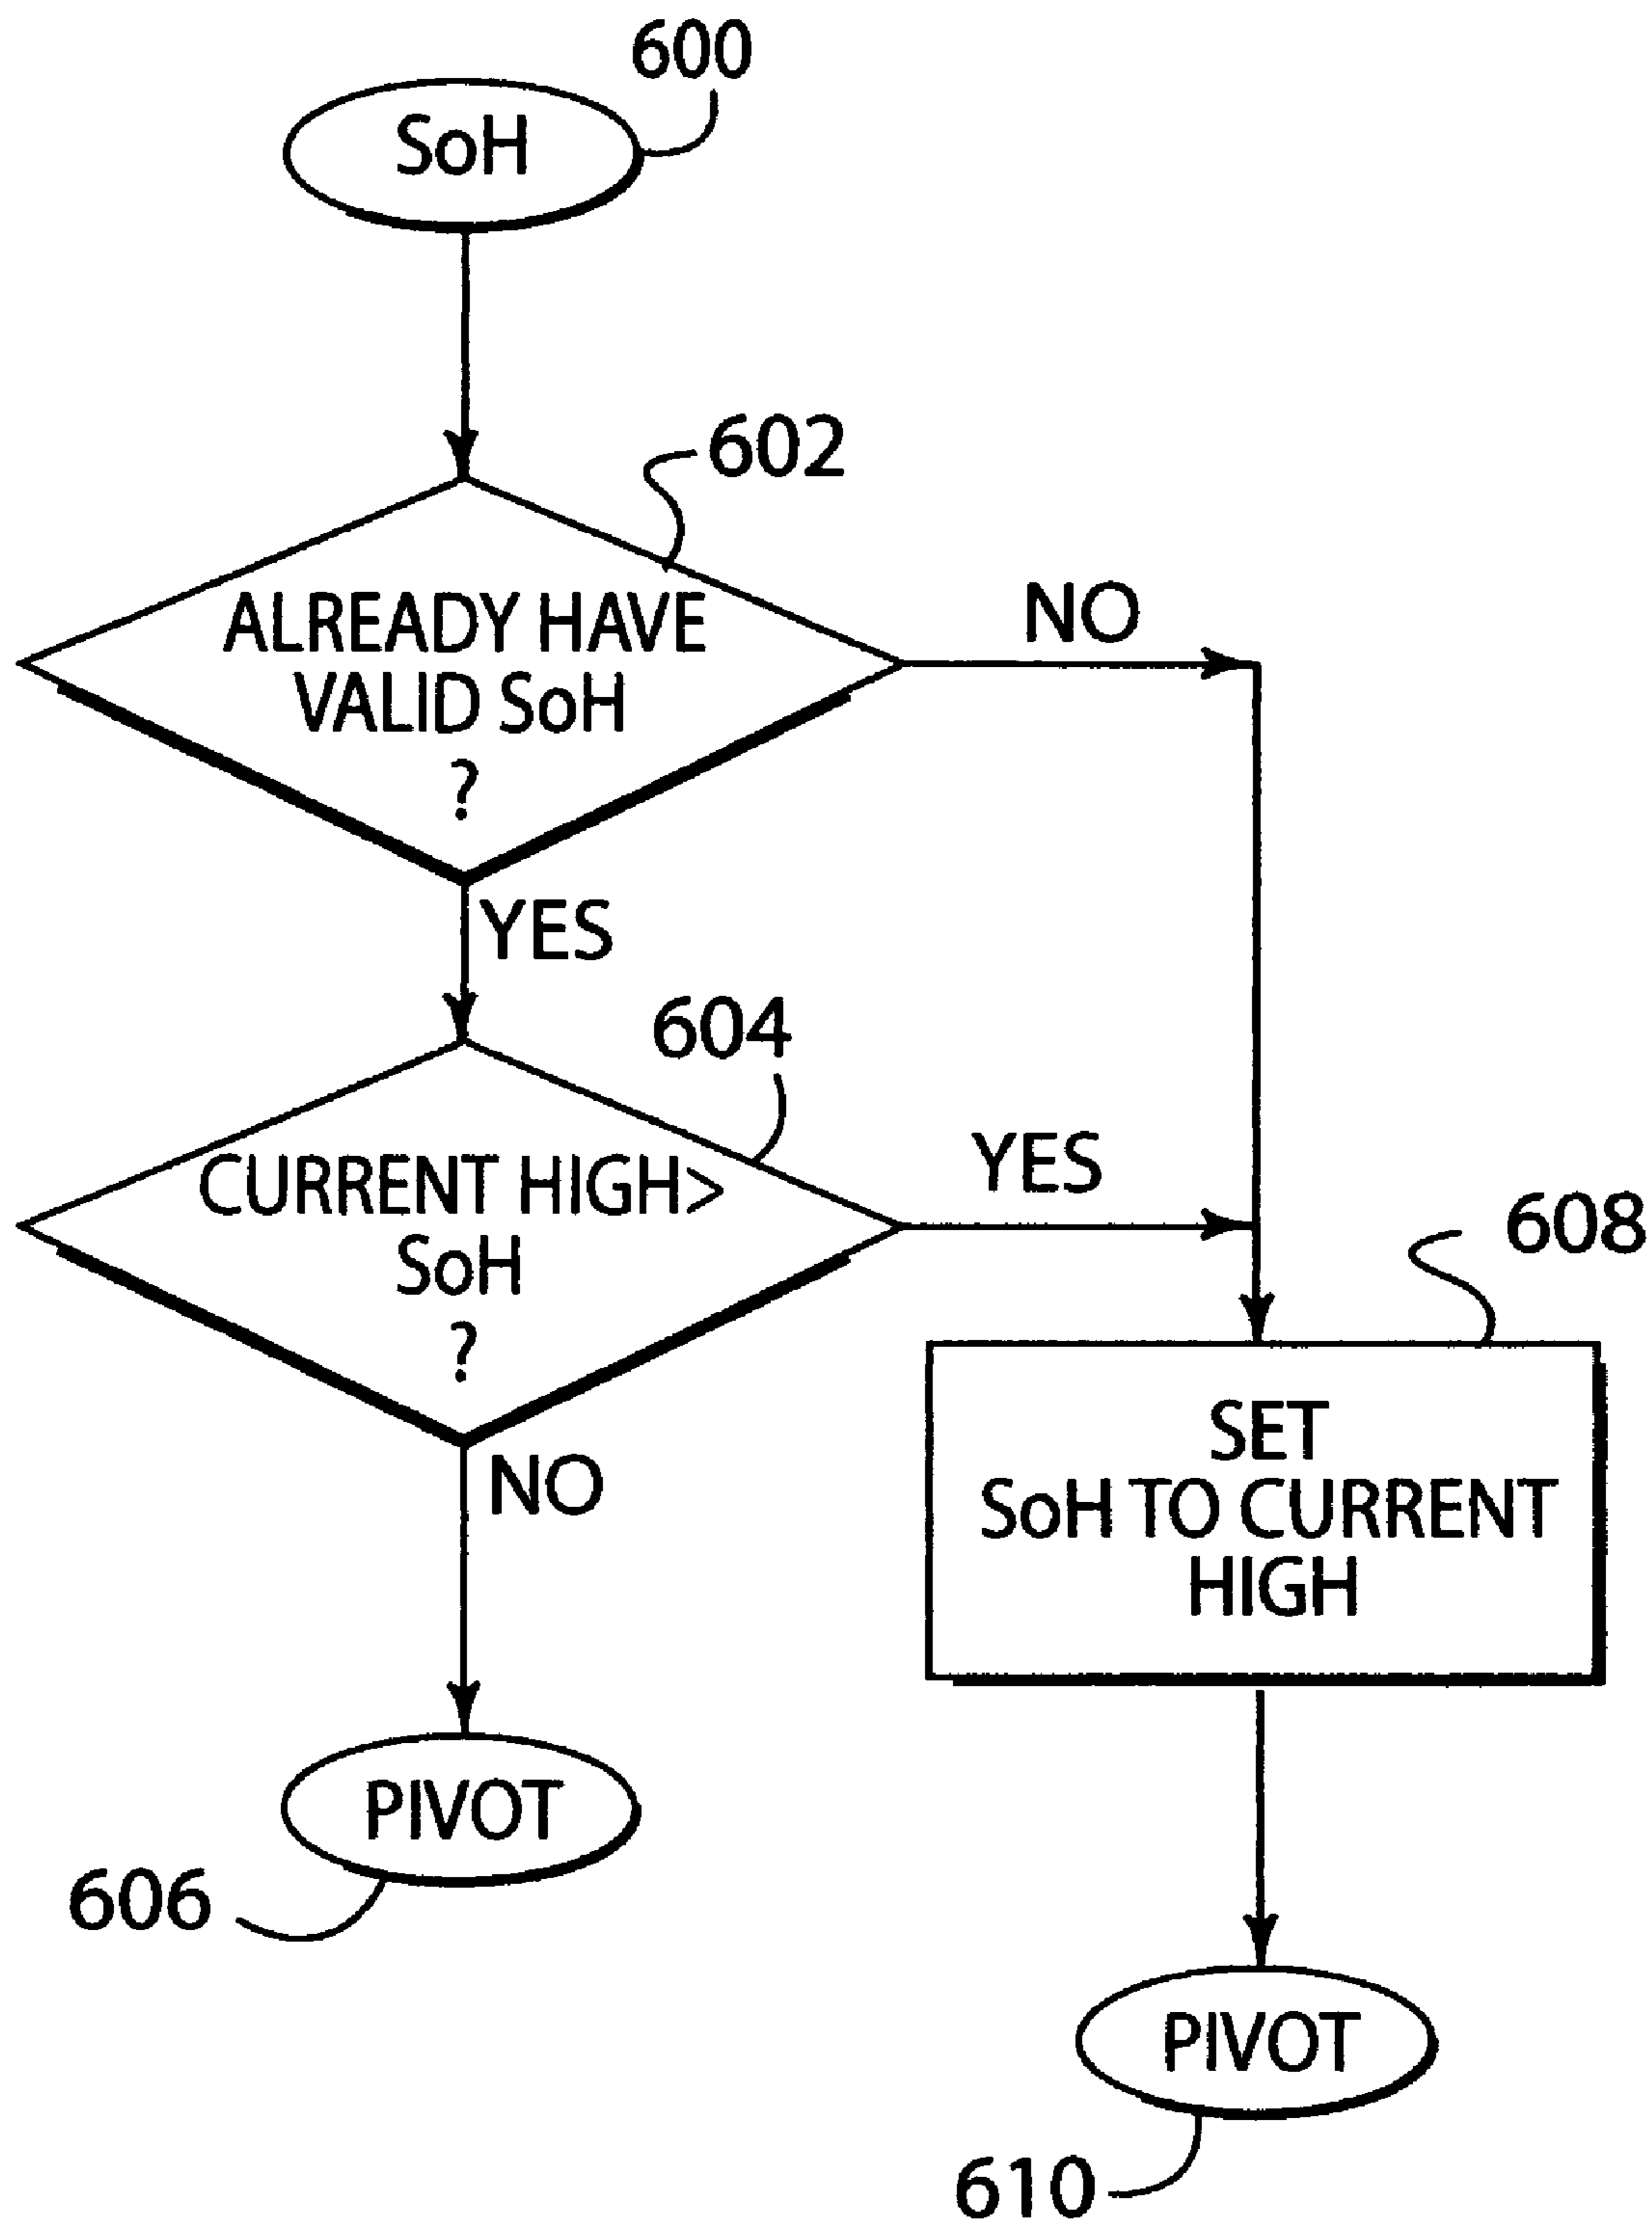 600
SoH
602
ALREADY HAVE
VALID SoH
?
NO
YES
604
CURRENT HIGH>
SoH
?
YES
608
NO
SET
SoH TO CURRENT
HIGH
PIVOT
606
PIVOT
610